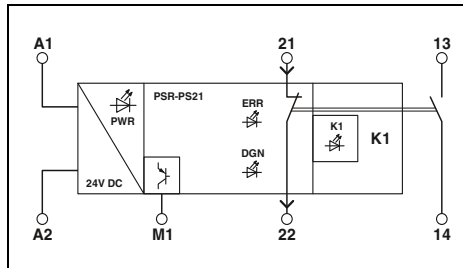 A1 21 13
PSR-PS21
ERR
PWR
K1
K1
DGN
24V DC
A2 M1 22 14